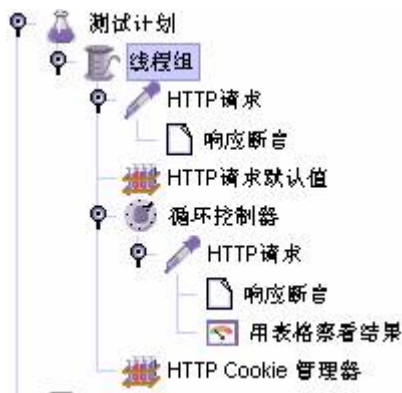 测试计划
线程组
HTTP请求
响应断言
HTTP请求默认值
循环控制器
HTTP请求
响应断言
用表格察看结果
HTTP Cookie 管理器